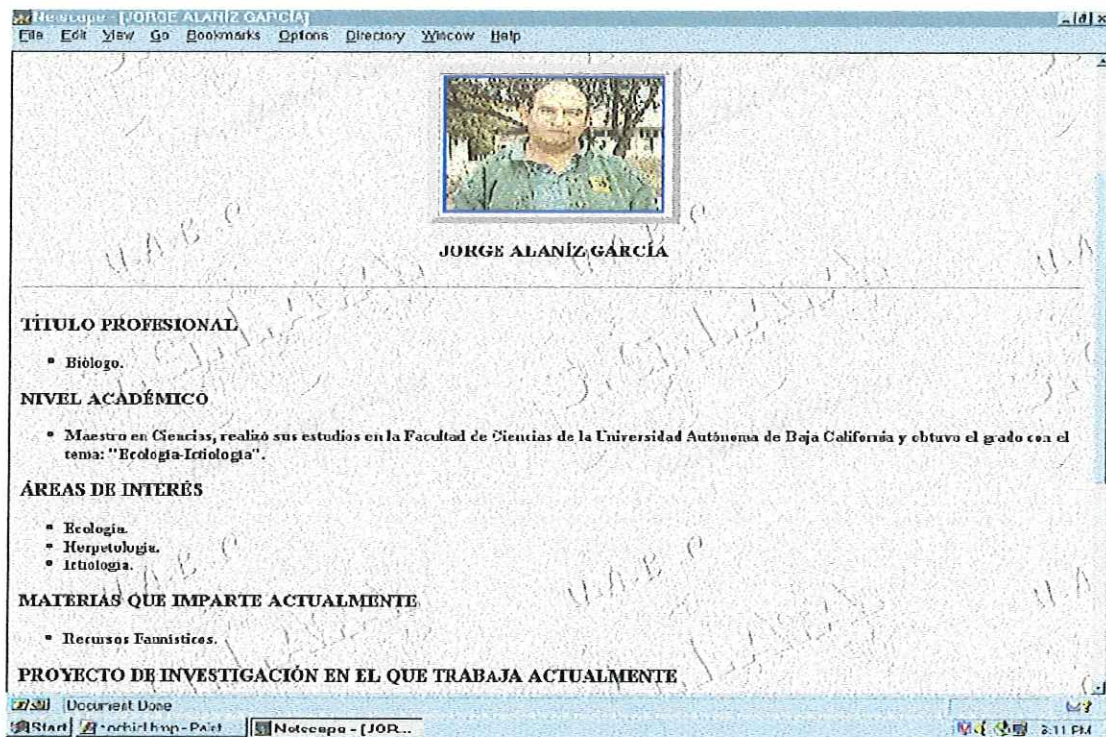 Netscape - [JORGE ALANÍZ GARCÍA]
File Edit View Go Bookmarks Options Directory Window Help
JORGE ALANÍZ GARCÍA
TÍTULO PROFESIONAL
Biólogo.
NIVEL ACADÉMICO
Maestro en Ciencias, realizó sus estudios en la Facultad de Ciencias de la Universidad Autónoma de Baja California y obtuvo el grado con el
tema: "Ecología-Ictiología".
ÁREAS DE INTERÉS
Ecología.
Herpetología.
Ictiología.
MATERIAS QUE IMPARTE ACTUALMENTE
Recursos Faunísticos.
PROYECTO DE INVESTIGACIÓN EN EL QUE TRABAJA ACTUALMENTE
Document Done
Start Netscape - [JOR... 3:11 PM
U.A.B.C
U.A.B.C
U.A.B.C